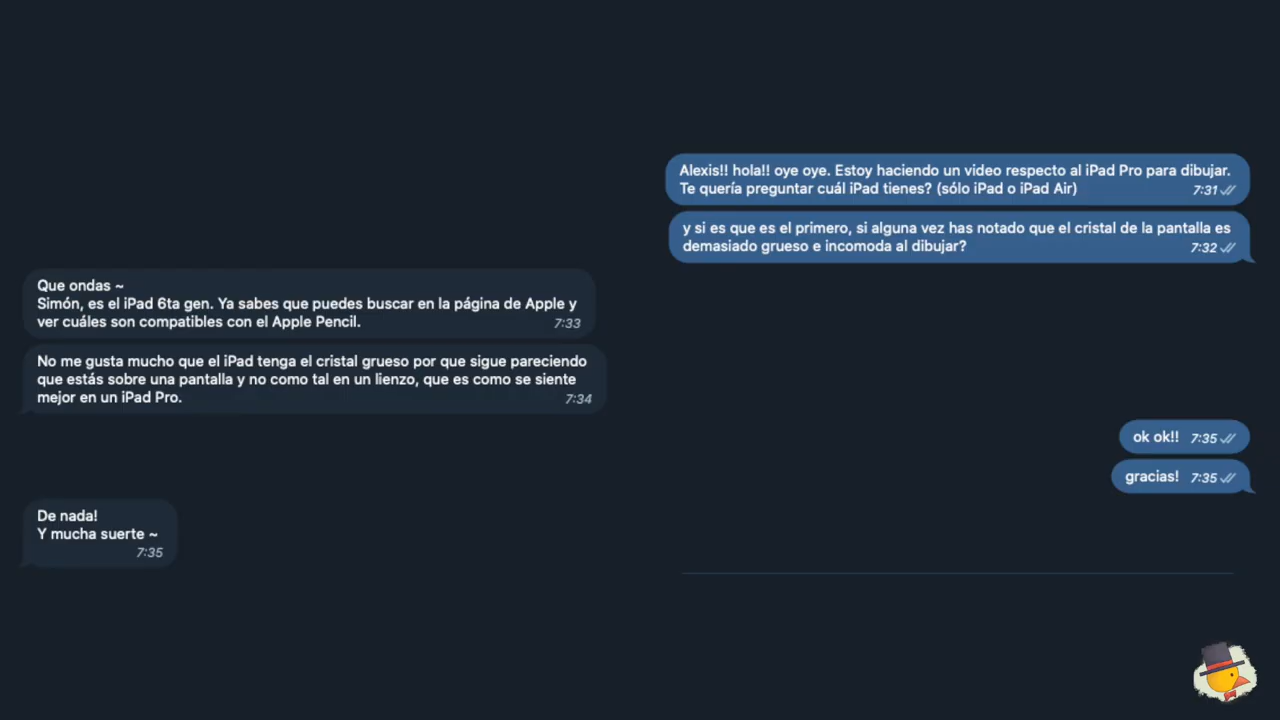 Alexis!! hola!! oye oye. Estoy haciendo un video respecto al iPad Pro para dibujar.
Te quería preguntar cuál iPad tienes? (sólo iPad o iPad Air)
7:31
y si es que es el primero, si alguna vez has notado que el cristal de la pantalla es
demasiado grueso e incomoda al dibujar?
7:32
Que ondas ~
Simón, es el iPad 6ta gen. Ya sabes que puedes buscar en la página de Apple y
ver cuáles son compatibles con el Apple Pencil.
7:33
No me gusta mucho que el iPad tenga el cristal grueso por que sigue pareciendo
que estás sobre una pantalla y no como tal en un lienzo, que es como se siente
mejor en un iPad Pro.
7:34
ok ok!! 7:35
gracias! 7:35
De nada!
Y mucha suerte ~
7:35